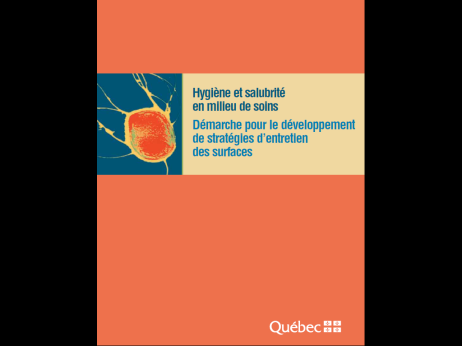 Hygiène et salubrité
en milieu de soins
Démarche pour le développement
de stratégies d'entretien
des surfaces
Québec